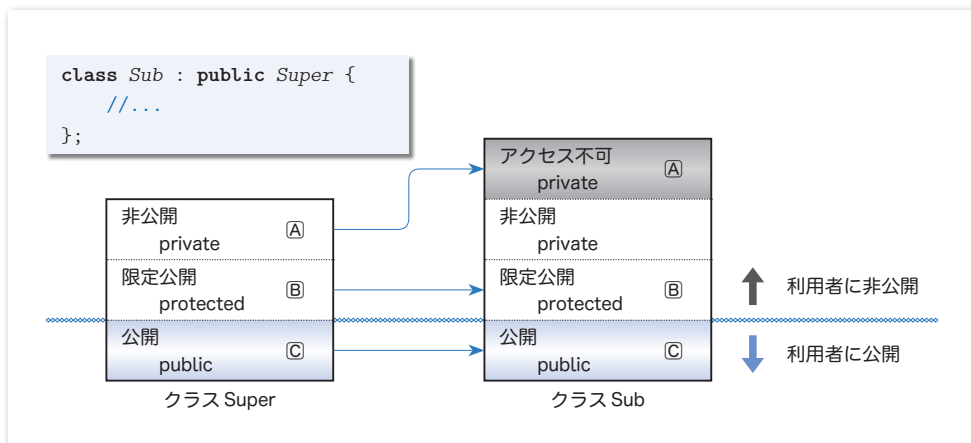 class Sub : public Super {
    //...
};
アクセス不可
private
A
非公開
private
A
非公開
private
限定公開
protected
B
限定公開
protected
B
利用者に非公開
公開
public
C
公開
public
C
利用者に公開
クラス Super
クラス Sub